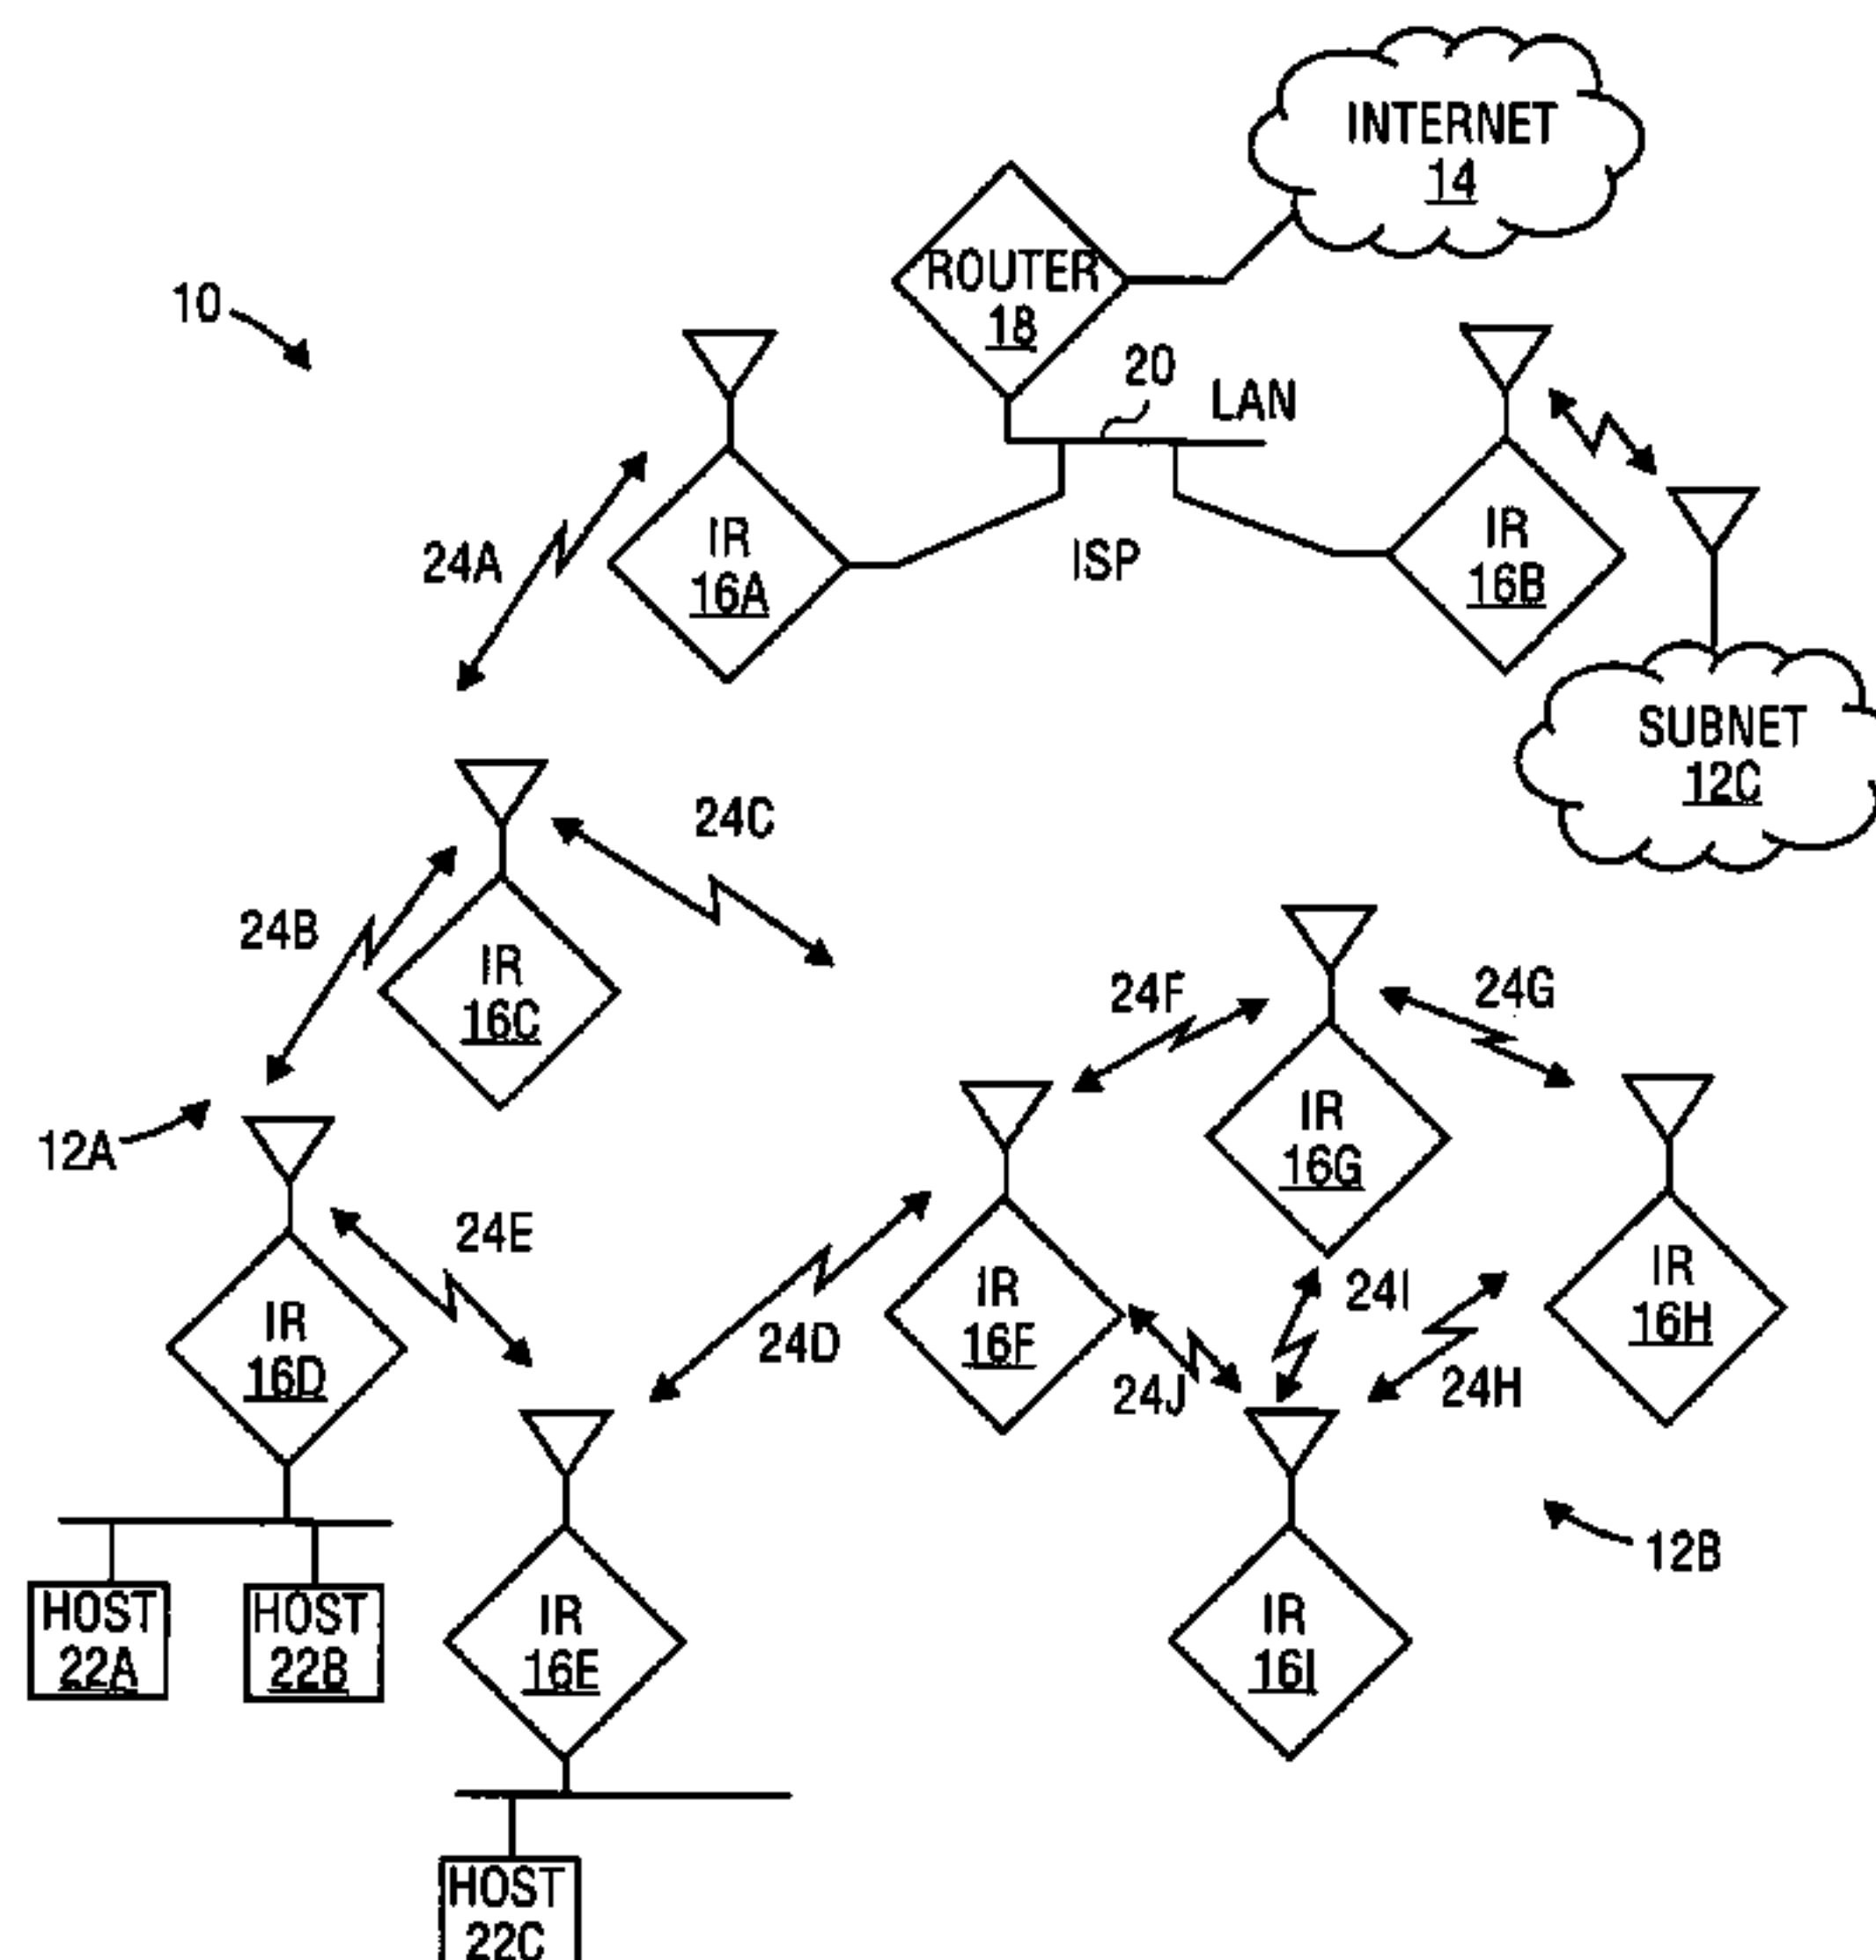 INTERNET
14
ROUTER
18
10
20
LAN
24A
IR
16A
ISP
IR
16B
SUBNET
12C
24C
24B
IR
16C
24F
24G
12A
IR
16G
24E
IR
16H
24I
IR
16F
24D
IR
16D
24J
24H
12B
HOST
22A
HOST
22B
IR
16E
IR
16I
HOST
22C